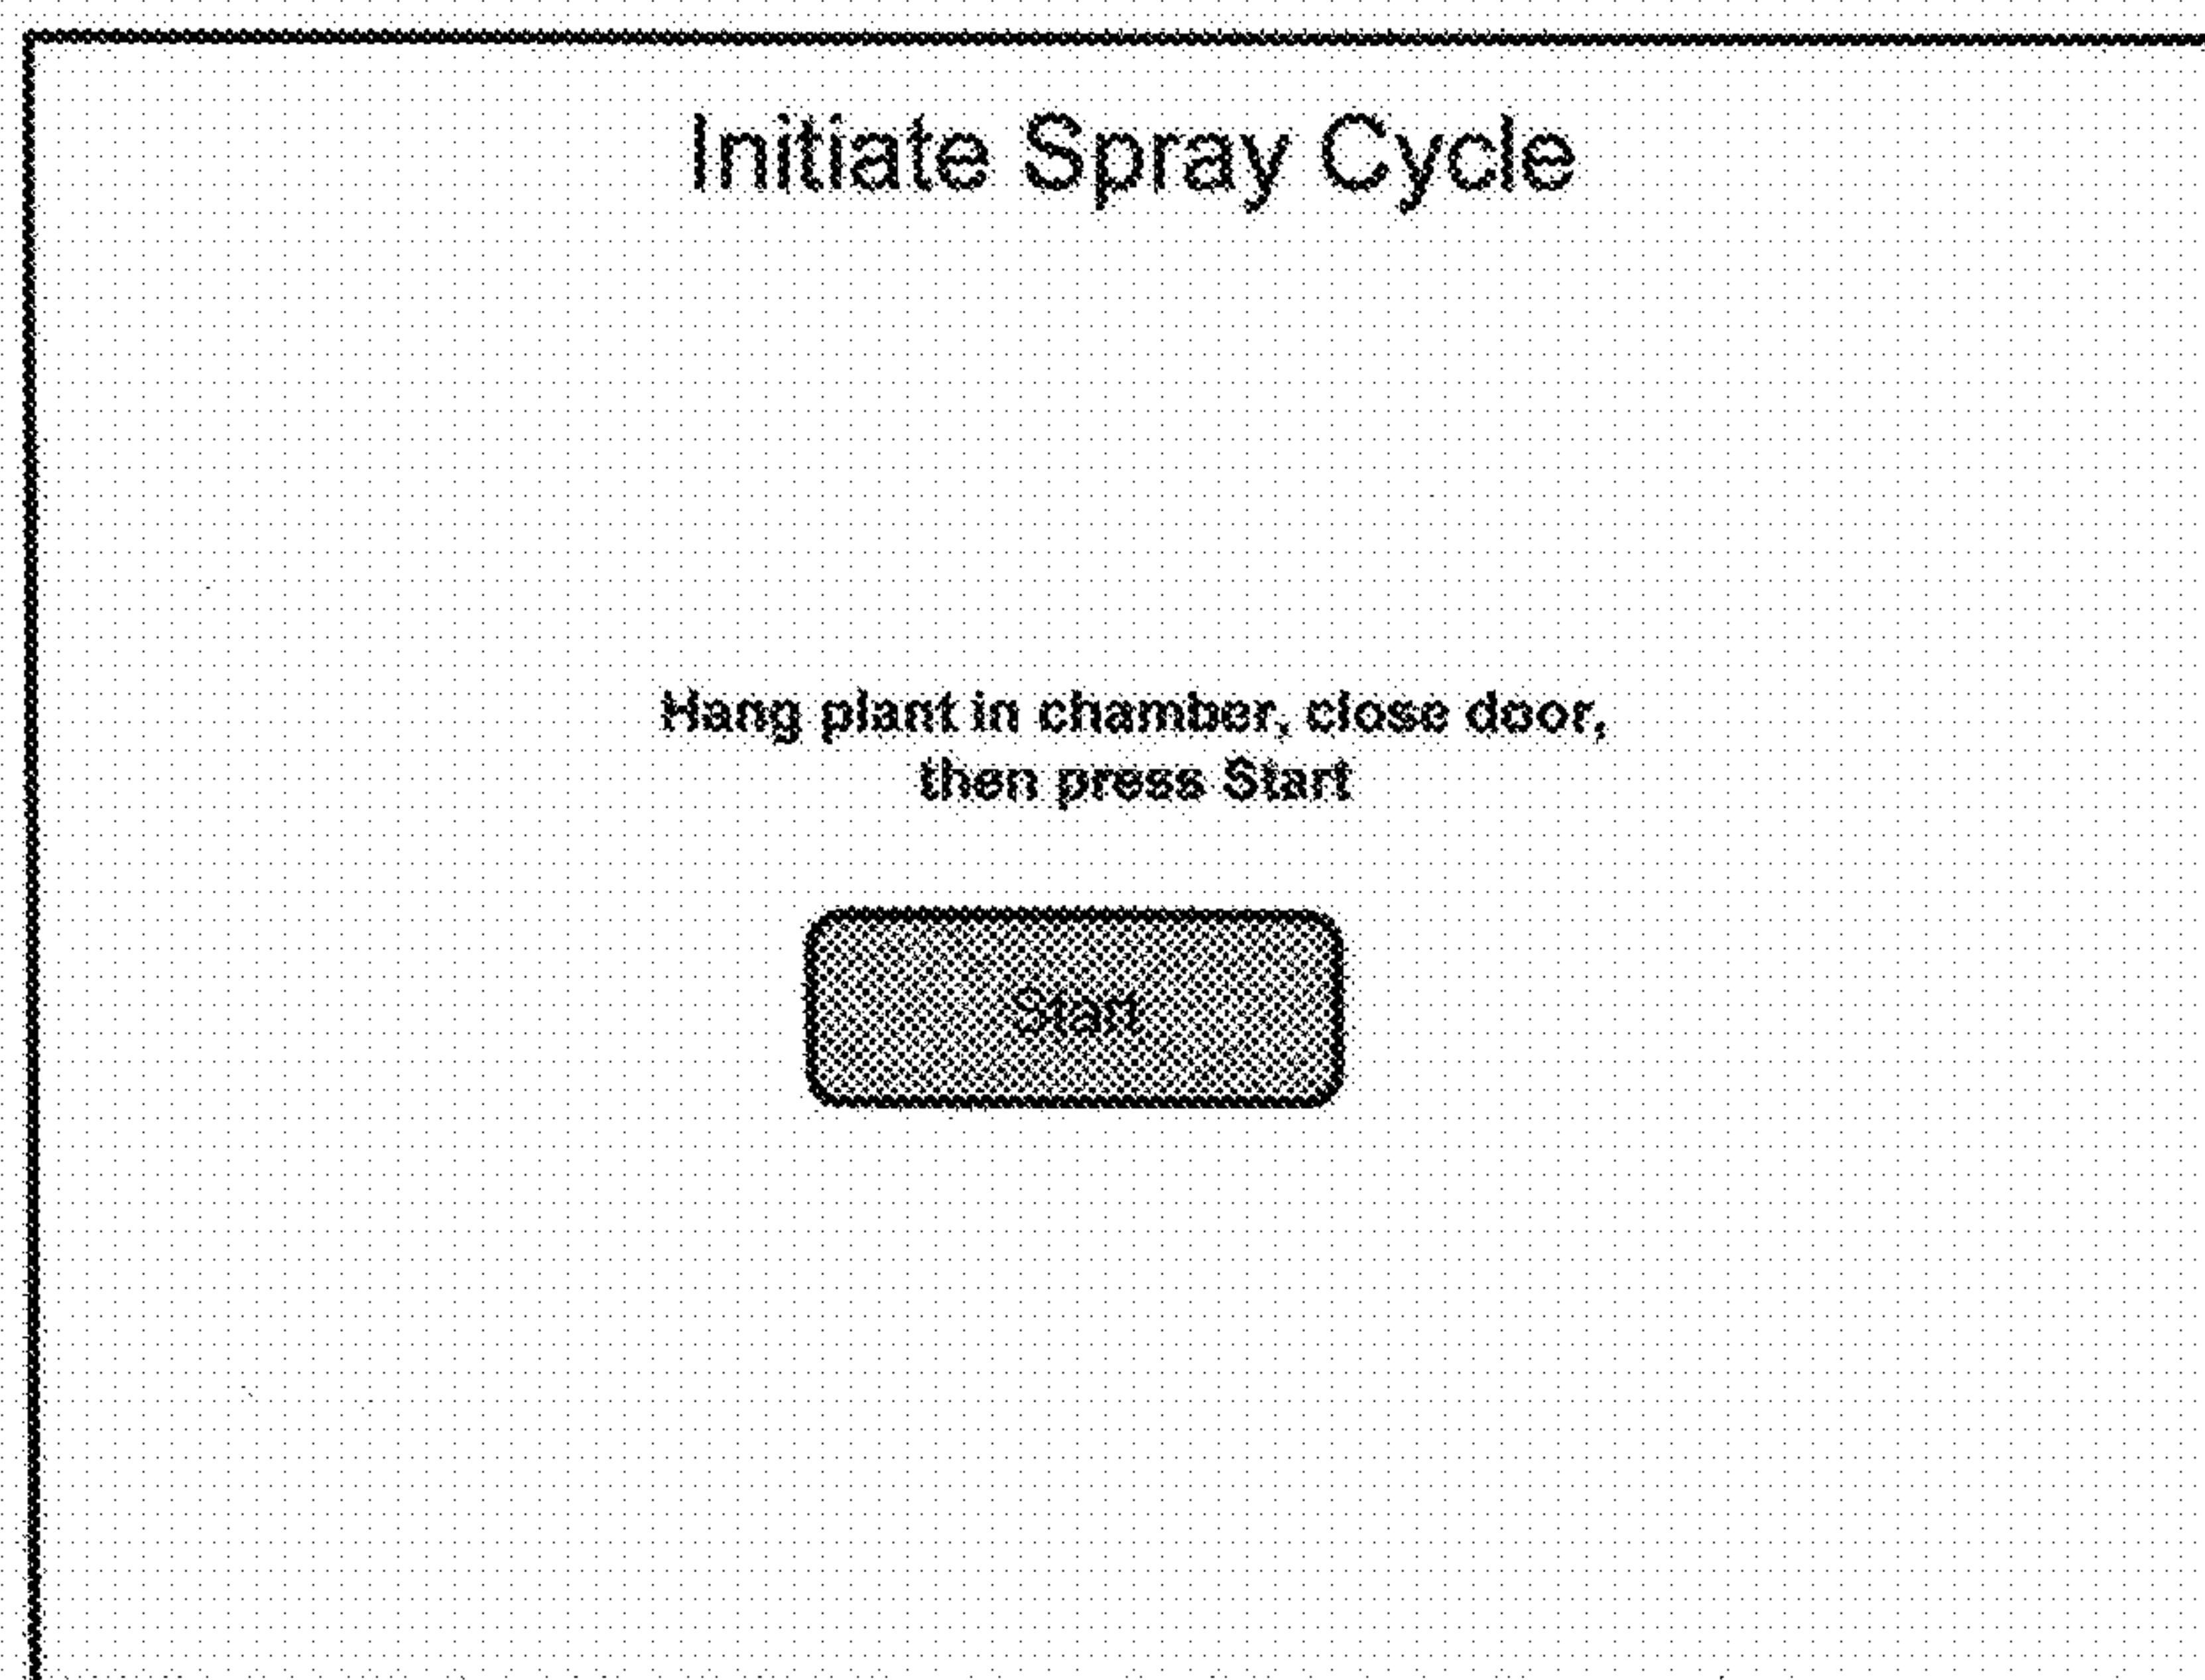 Initiate Spray Cycle
Hang plant in chamber, close door,
then press Start
Start